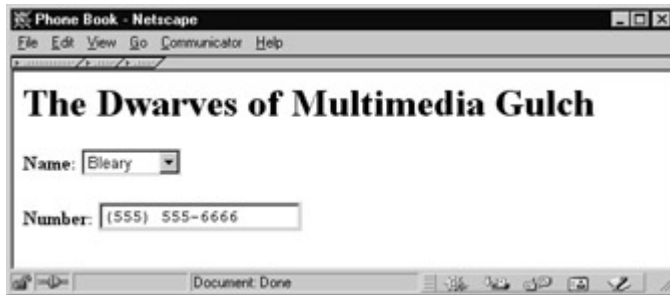 Phone Book - Netscape
File Edit View Go Communicator Help
The Dwarves of Multimedia Gulch
Name: Bleary
Number: (555) 555-6666
Document: Done